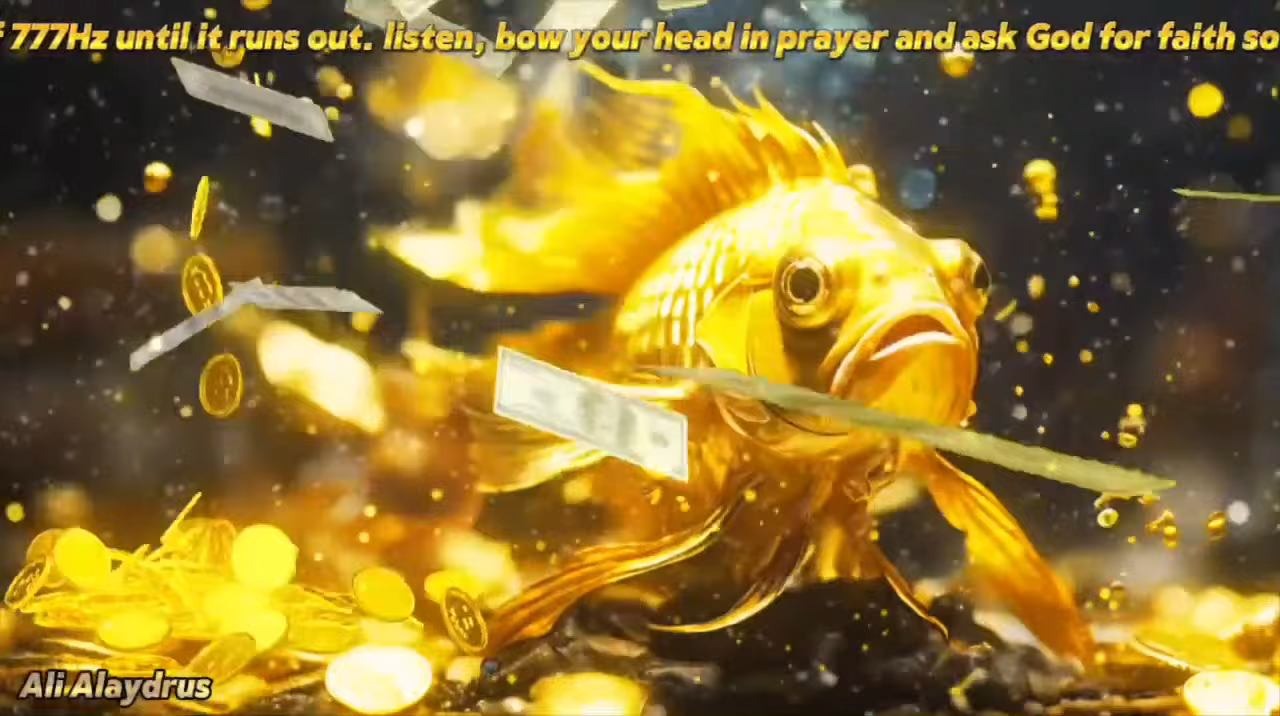 777Hz until it runs out. listen, bow your head in prayer and ask God for faith so
Ali Alaydrus